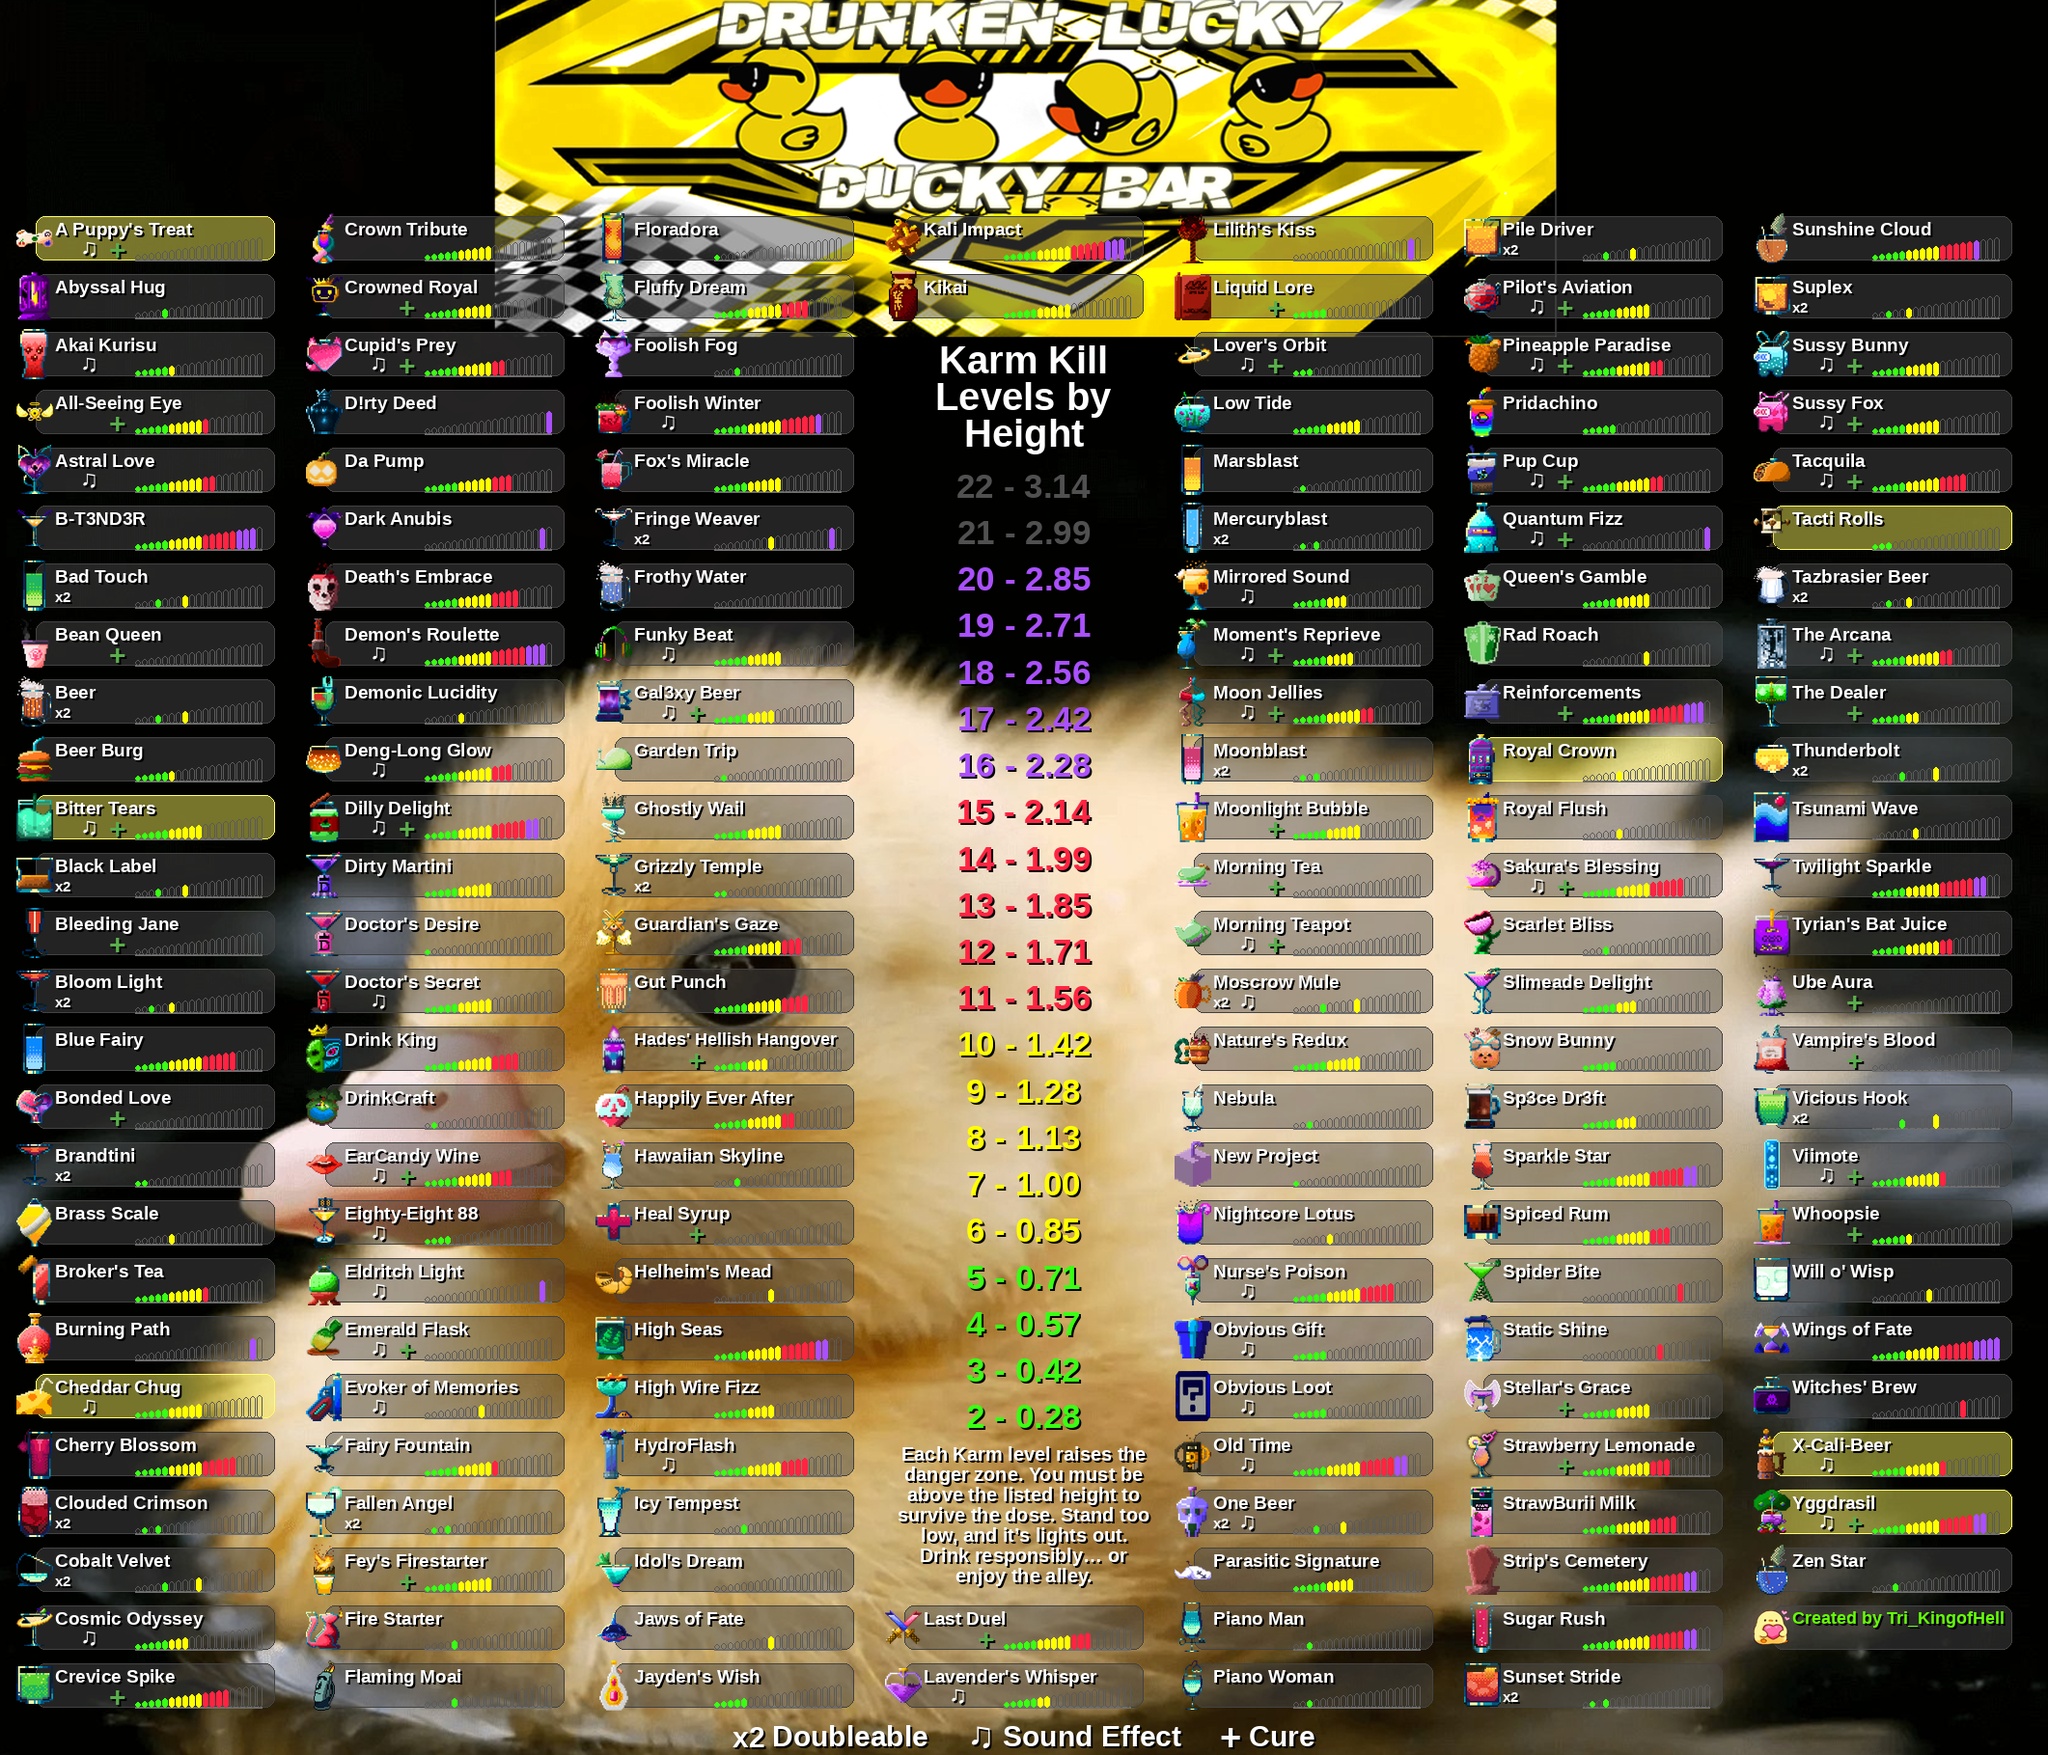 DRUNKEN LUCKY
DUCKY BAR
A Puppy's Treat
♫ +
Abyssal Hug
Akai Kurisu
♫
All-Seeing Eye
+
Astral Love
♫
B-T3ND3R
Bad Touch
x2
Bean Queen
+
Beer
x2
Beer Burg
Bitter Tears
♫ +
Black Label
x2
Bleeding Jane
+
Bloom Light
x2
Blue Fairy
Bonded Love
+
Brandtini
x2
Brass Scale
Broker's Tea
Burning Path
Cheddar Chug
♫
Cherry Blossom
Clouded Crimson
x2
Cobalt Velvet
x2
Cosmic Odyssey
♫
Crevice Spike
+
Crown Tribute
Crowned Royal
+
Cupid's Prey
♫ +
D!rty Deed
Da Pump
Dark Anubis
Death's Embrace
Demon's Roulette
♫
Demonic Lucidity
Deng-Long Glow
♫
Dilly Delight
♫ +
Dirty Martini
Doctor's Desire
Doctor's Secret
♫
Drink King
DrinkCraft
EarCandy Wine
♫ +
Eighty-Eight 88
♫
Eldritch Light
♫
Emerald Flask
♫ +
Evoker of Memories
♫
Fairy Fountain
Fallen Angel
x2
Fey's Firestarter
+
Fire Starter
Flaming Moai
Floradora
Fluffy Dream
Foolish Fog
Foolish Winter
♫
Fox's Miracle
Fringe Weaver
x2
Frothy Water
Funky Beat
♫
Gal3xy Beer
♫ +
Garden Trip
Ghostly Wail
Grizzly Temple
x2
Guardian's Gaze
Gut Punch
Hades' Hellish Hangover
+
Happily Ever After
Hawaiian Skyline
Heal Syrup
+
Helheim's Mead
High Seas
High Wire Fizz
HydroFlash
♫
Icy Tempest
Idol's Dream
Jaws of Fate
Jayden's Wish
Kali Impact
Kikai
Karm Kill
Levels by
Height
22 - 3.14
21 - 2.99
20 - 2.85
19 - 2.71
18 - 2.56
17 - 2.42
16 - 2.28
15 - 2.14
14 - 1.99
13 - 1.85
12 - 1.71
11 - 1.56
10 - 1.42
9 - 1.28
8 - 1.13
7 - 1.00
6 - 0.85
5 - 0.71
4 - 0.57
3 - 0.42
2 - 0.28
Each Karm level raises the
danger zone. You must be
above the listed height to
survive the dose. Stand too
low, and it's lights out.
Drink responsibly... or
enjoy the alley.
Last Duel
+
Lavender's Whisper
♫
Lilith's Kiss
Liquid Lore
+
Lover's Orbit
♫ +
Low Tide
Marsblast
Mercuryblast
x2
Mirrored Sound
♫
Moment's Reprieve
♫ +
Moon Jellies
♫ +
Moonblast
x2
Moonlight Bubble
+
Morning Tea
+
Morning Teapot
♫ +
Moscrow Mule
x2 ♫
Nature's Redux
Nebula
New Project
Nightcore Lotus
Nurse's Poison
Obvious Gift
♫
Obvious Loot
♫
Old Time
♫
One Beer
x2 ♫
Parasitic Signature
Piano Man
Piano Woman
Pile Driver
x2
Pilot's Aviation
♫ +
Pineapple Paradise
♫ +
Pridachino
Pup Cup
♫ +
Quantum Fizz
♫ +
Queen's Gamble
Rad Roach
Reinforcements
+
Royal Crown
Royal Flush
Sakura's Blessing
♫ +
Scarlet Bliss
Slimeade Delight
Snow Bunny
Sp3ce Dr3ft
Sparkle Star
Spiced Rum
Spider Bite
Static Shine
Stellar's Grace
+
Strawberry Lemonade
+
StrawBurii Milk
Strip's Cemetery
Sugar Rush
Sunset Stride
x2
Sunshine Cloud
Suplex
x2
Sussy Bunny
♫ +
Sussy Fox
♫ +
Tacquila
♫ +
Tacti Rolls
Tazbrasier Beer
x2
The Arcana
♫ +
The Dealer
+
Thunderbolt
x2
Tsunami Wave
Twilight Sparkle
Tyrian's Bat Juice
Ube Aura
+
Vampire's Blood
+
Vicious Hook
x2
Viimote
♫ +
Whoopsie
+
Will o' Wisp
Wings of Fate
Witches' Brew
X-Cali-Beer
♫
Yggdrasil
♫ +
Zen Star
Created by Tri_KingofHell
x2 Doubleable ♫ Sound Effect + Cure